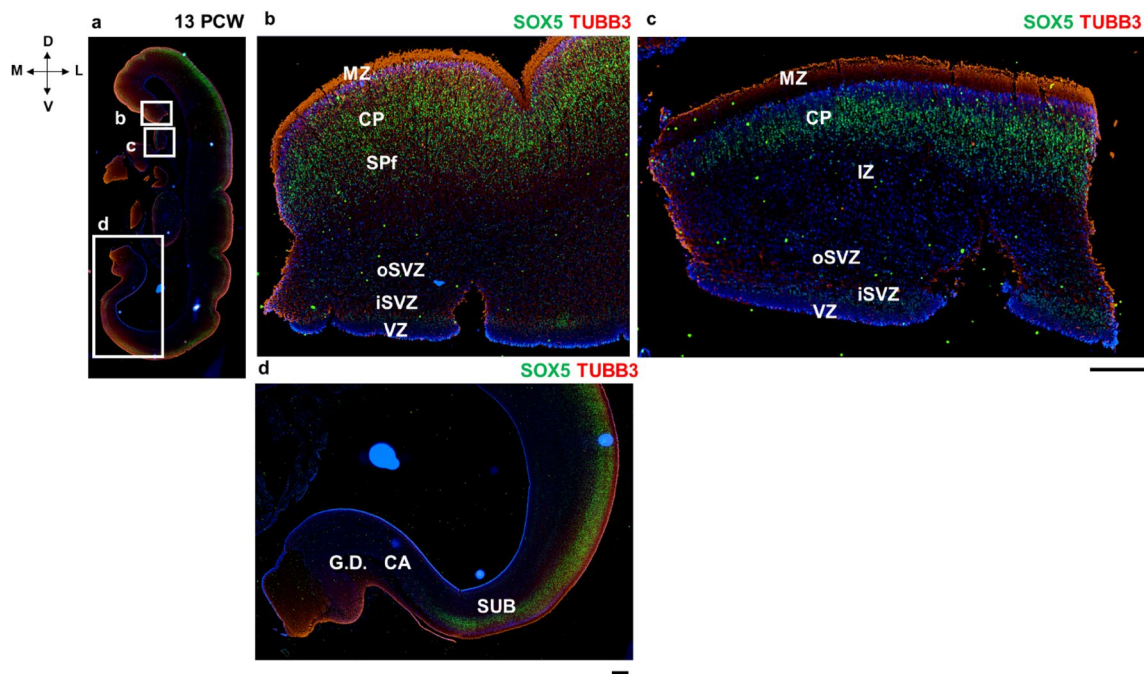 a 13 PCW
D
M L
V
b
c
d
b SOX5 TUBB3
MZ
CP
SPf
oSVZ
iSVZ
VZ
c SOX5 TUBB3
MZ
CP
IZ
oSVZ
iSVZ
VZ
d SOX5 TUBB3
G.D. CA
SUB